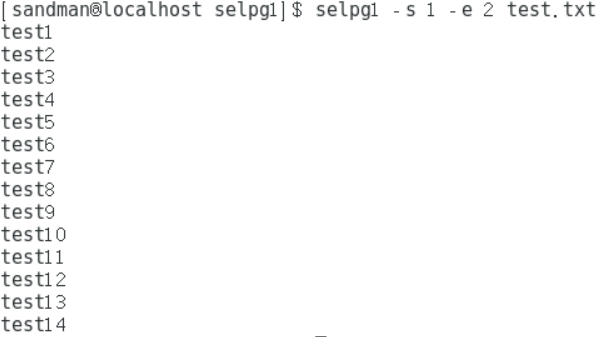 [sandman@localhost selpg1]$ selpg1 -s 1 -e 2 test.txt
test1
test2
test3
test4
test5
test6
test7
test8
test9
test10
test11
test12
test13
test14